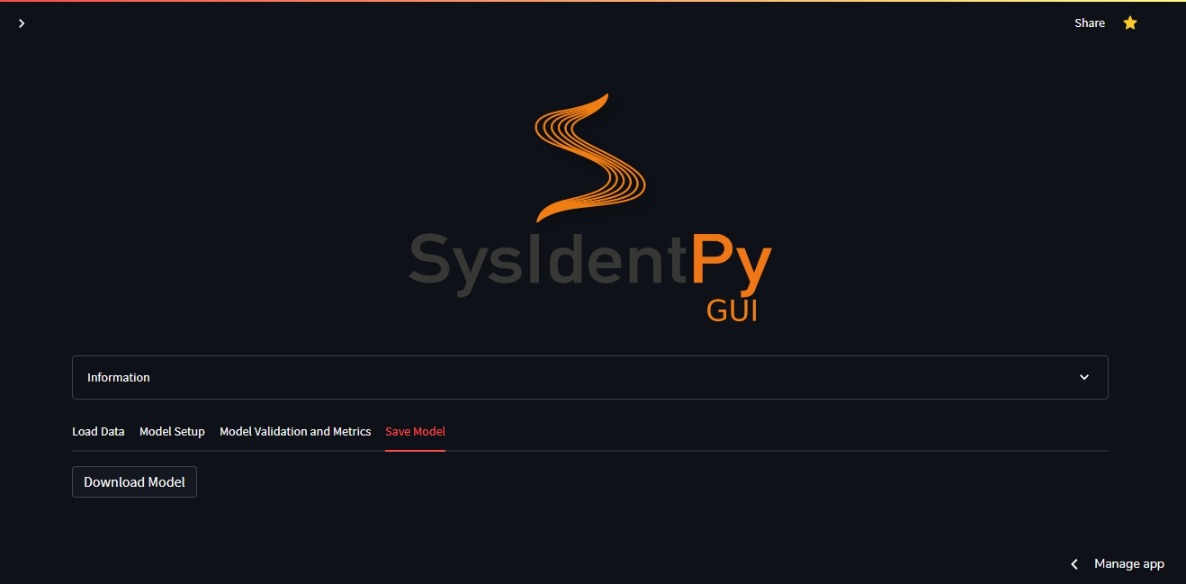 Share
SysIdentPy
GUI
Information
Load Data Model Setup Model Validation and Metrics Save Model
Download Model
Manage app